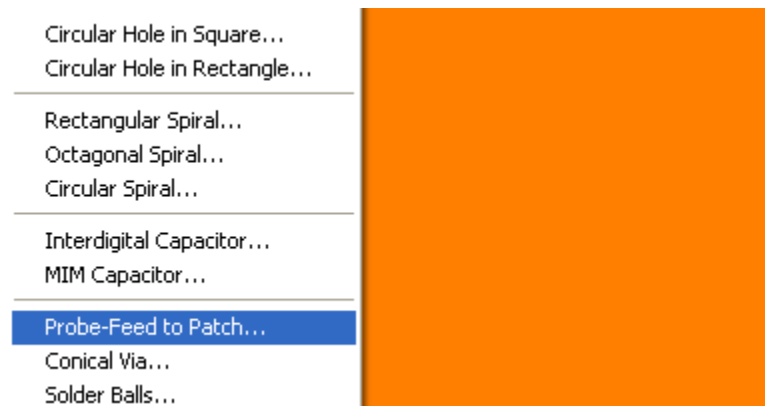 Circular Hole in Square...
Circular Hole in Rectangle...
Rectangular Spiral...
Octagonal Spiral...
Circular Spiral...
Interdigital Capacitor...
MIM Capacitor...
Probe-Feed to Patch...
Conical Via...
Solder Balls...